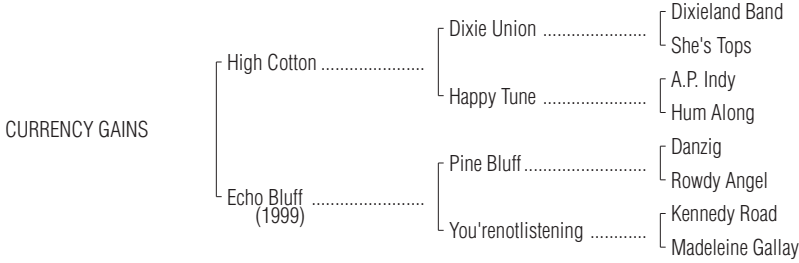 Dixieland Band
Dixie Union ......................
She's Tops
High Cotton ......................
A.P. Indy
Happy Tune ......................
Hum Along
CURRENCY GAINS
Danzig
Pine Bluff..........................
Rowdy Angel
Echo Bluff ........................
(1999)
Kennedy Road
You'renotlistening ............
Madeleine Gallay